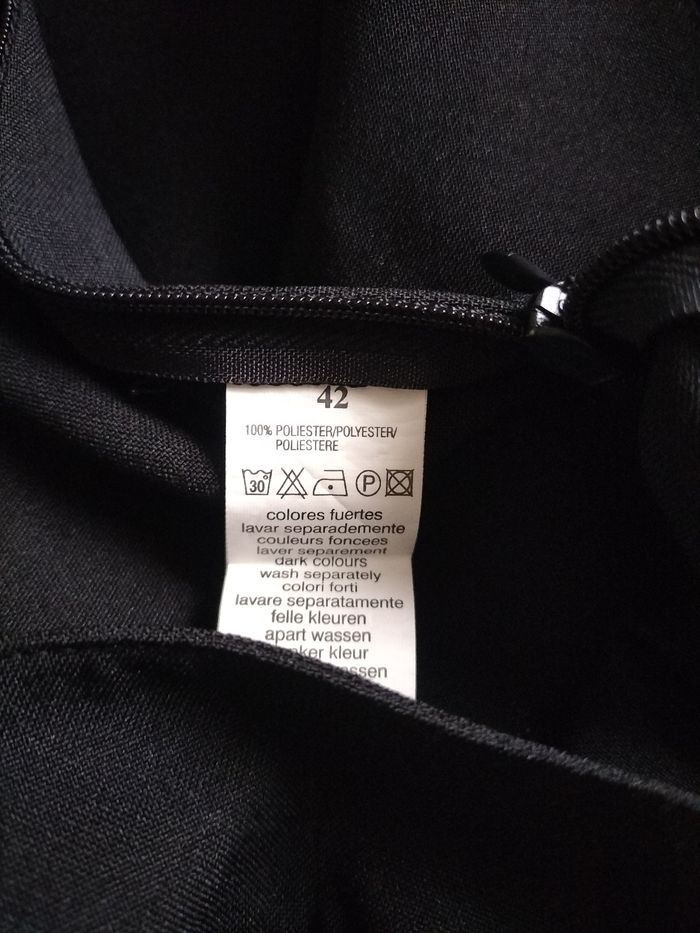 42
100% POLIESTER/POLYESTER/
POLIESTERE
30° P
colores fuertes
lavar separademente
couleurs foncees
laver separement
dark colours
wash separately
colori forti
lavare separatamente
felle kleuren
apart wassen
kleur